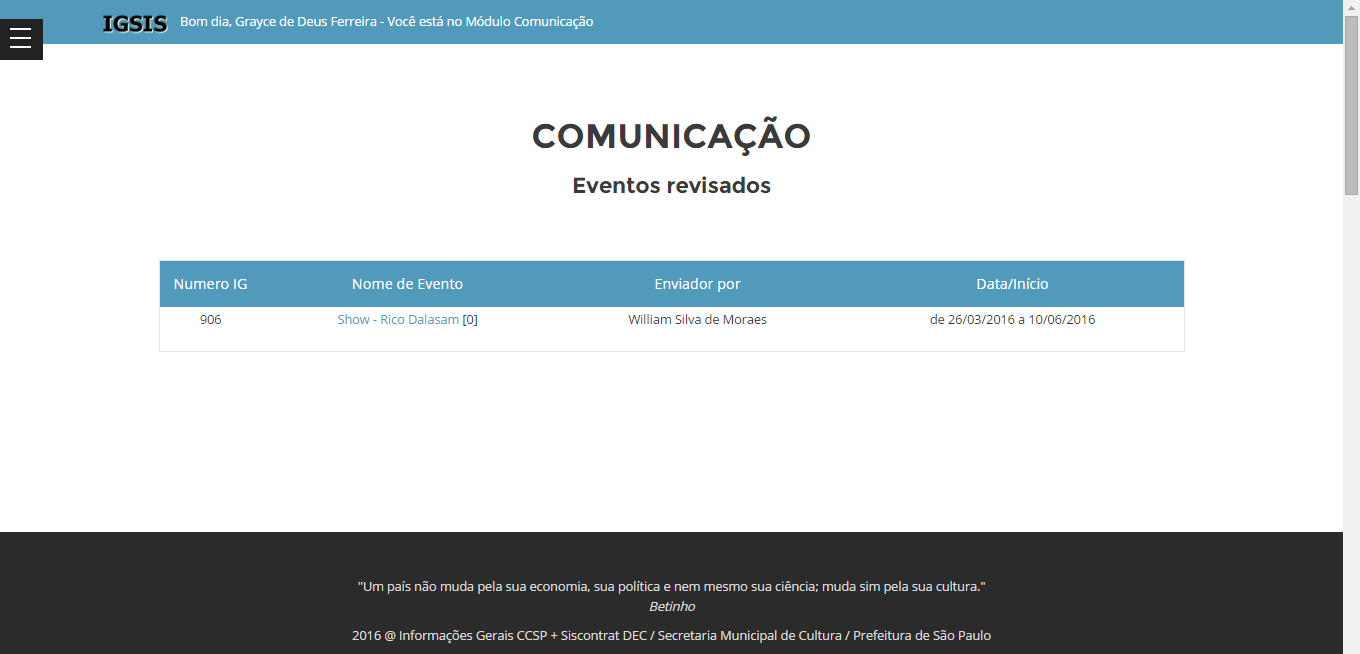 IGSIS Bom dia, Grayce de Deus Ferreira - Você está no Módulo Comunicação
COMUNICAÇÃO
Eventos revisados
Numero IG Nome de Evento Enviador por Data/Início
906 Show - Rico Dalasam [0] William Silva de Moraes de 26/03/2016 a 10/06/2016
"Um país não muda pela sua economia, sua política e nem mesmo sua ciência; muda sim pela sua cultura."
Betinho
2016 @ Informações Gerais CCSP + Siscontrat DEC / Secretaria Municipal de Cultura / Prefeitura de São Paulo